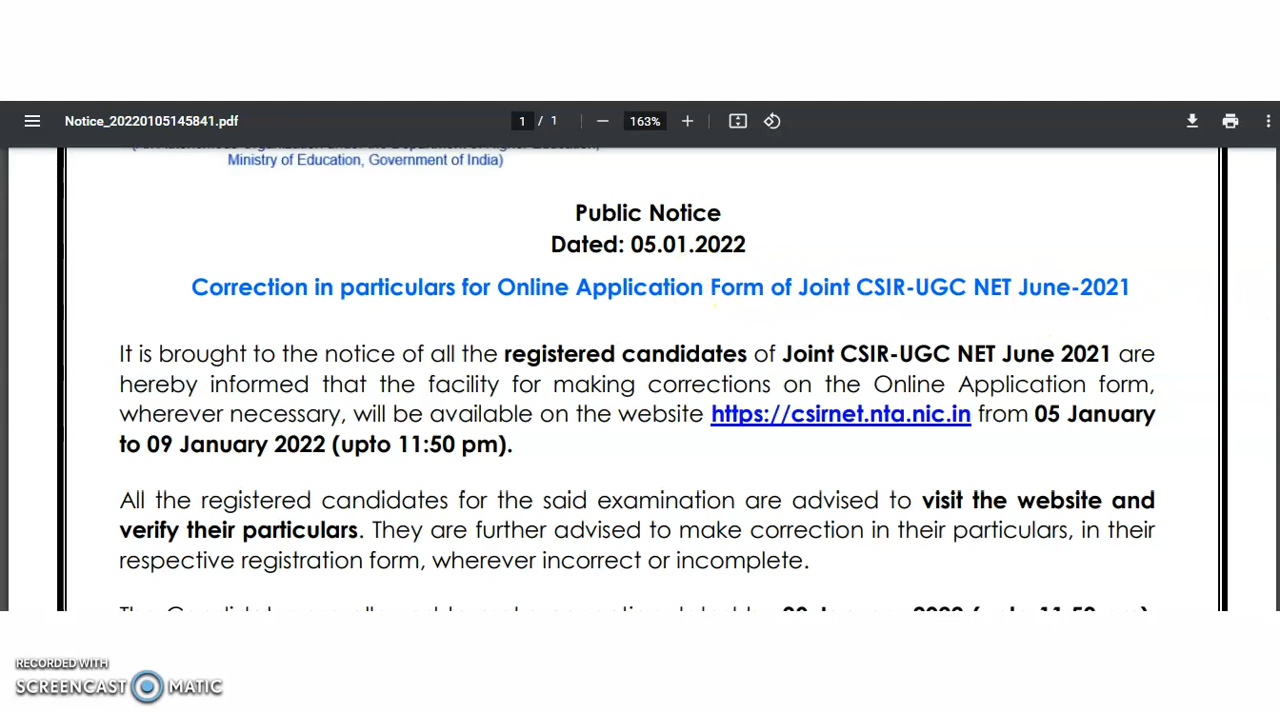 Notice_20220105145841.pdf
1 / 1
163%
Ministry of Education, Government of India)
Public Notice
Dated: 05.01.2022
Correction in particulars for Online Application Form of Joint CSIR-UGC NET June-2021
It is brought to the notice of all the registered candidates of Joint CSIR-UGC NET June 2021 are
hereby informed that the facility for making corrections on the Online Application form,
wherever necessary, will be available on the website https://csirnet.nta.nic.in from 05 January
to 09 January 2022 (upto 11:50 pm).
All the registered candidates for the said examination are advised to visit the website and
verify their particulars. They are further advised to make correction in their particulars, in their
respective registration form, wherever incorrect or incomplete.
RECORDED WITH
SCREENCAST MATIC